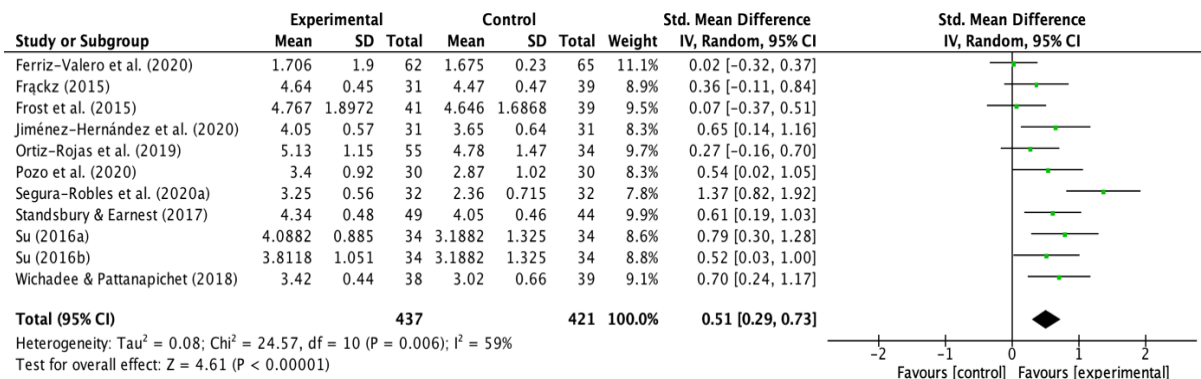 Experimental Control Std. Mean Difference Std. Mean Difference
Study or Subgroup Mean SD Total Mean SD Total Weight IV, Random, 95% CI IV, Random, 95% CI
Ferriz-Valero et al. (2020) 1.706 1.9 62 1.675 0.23 65 11.1% 0.02 [-0.32, 0.37]
Frąckz (2015) 4.64 0.45 31 4.47 0.47 39 8.9% 0.36 [-0.11, 0.84]
Frost et al. (2015) 4.767 1.8972 41 4.646 1.6868 39 9.5% 0.07 [-0.37, 0.51]
Jiménez-Hernández et al. (2020) 4.05 0.57 31 3.65 0.64 31 8.3% 0.65 [0.14, 1.16]
Ortiz-Rojas et al. (2019) 5.13 1.15 55 4.78 1.47 34 9.7% 0.27 [-0.16, 0.70]
Pozo et al. (2020) 3.4 0.92 30 2.87 1.02 30 8.3% 0.54 [0.02, 1.05]
Segura-Robles et al. (2020a) 3.25 0.56 32 2.36 0.715 32 7.8% 1.37 [0.82, 1.92]
Standsbury & Earnest (2017) 4.34 0.48 49 4.05 0.46 44 9.9% 0.61 [0.19, 1.03]
Su (2016a) 4.0882 0.885 34 3.1882 1.325 34 8.6% 0.79 [0.30, 1.28]
Su (2016b) 3.8118 1.051 34 3.1882 1.325 34 8.8% 0.52 [0.03, 1.00]
Wichadee & Pattanapichet (2018) 3.42 0.44 38 3.02 0.66 39 9.1% 0.70 [0.24, 1.17]
Total (95% CI) 437 421 100.0% 0.51 [0.29, 0.73]
Heterogeneity: Tau² = 0.08; Chi² = 24.57, df = 10 (P = 0.006); I² = 59%
Test for overall effect: Z = 4.61 (P < 0.00001)
-2 -1 0 1 2
Favours [control] Favours [experimental]